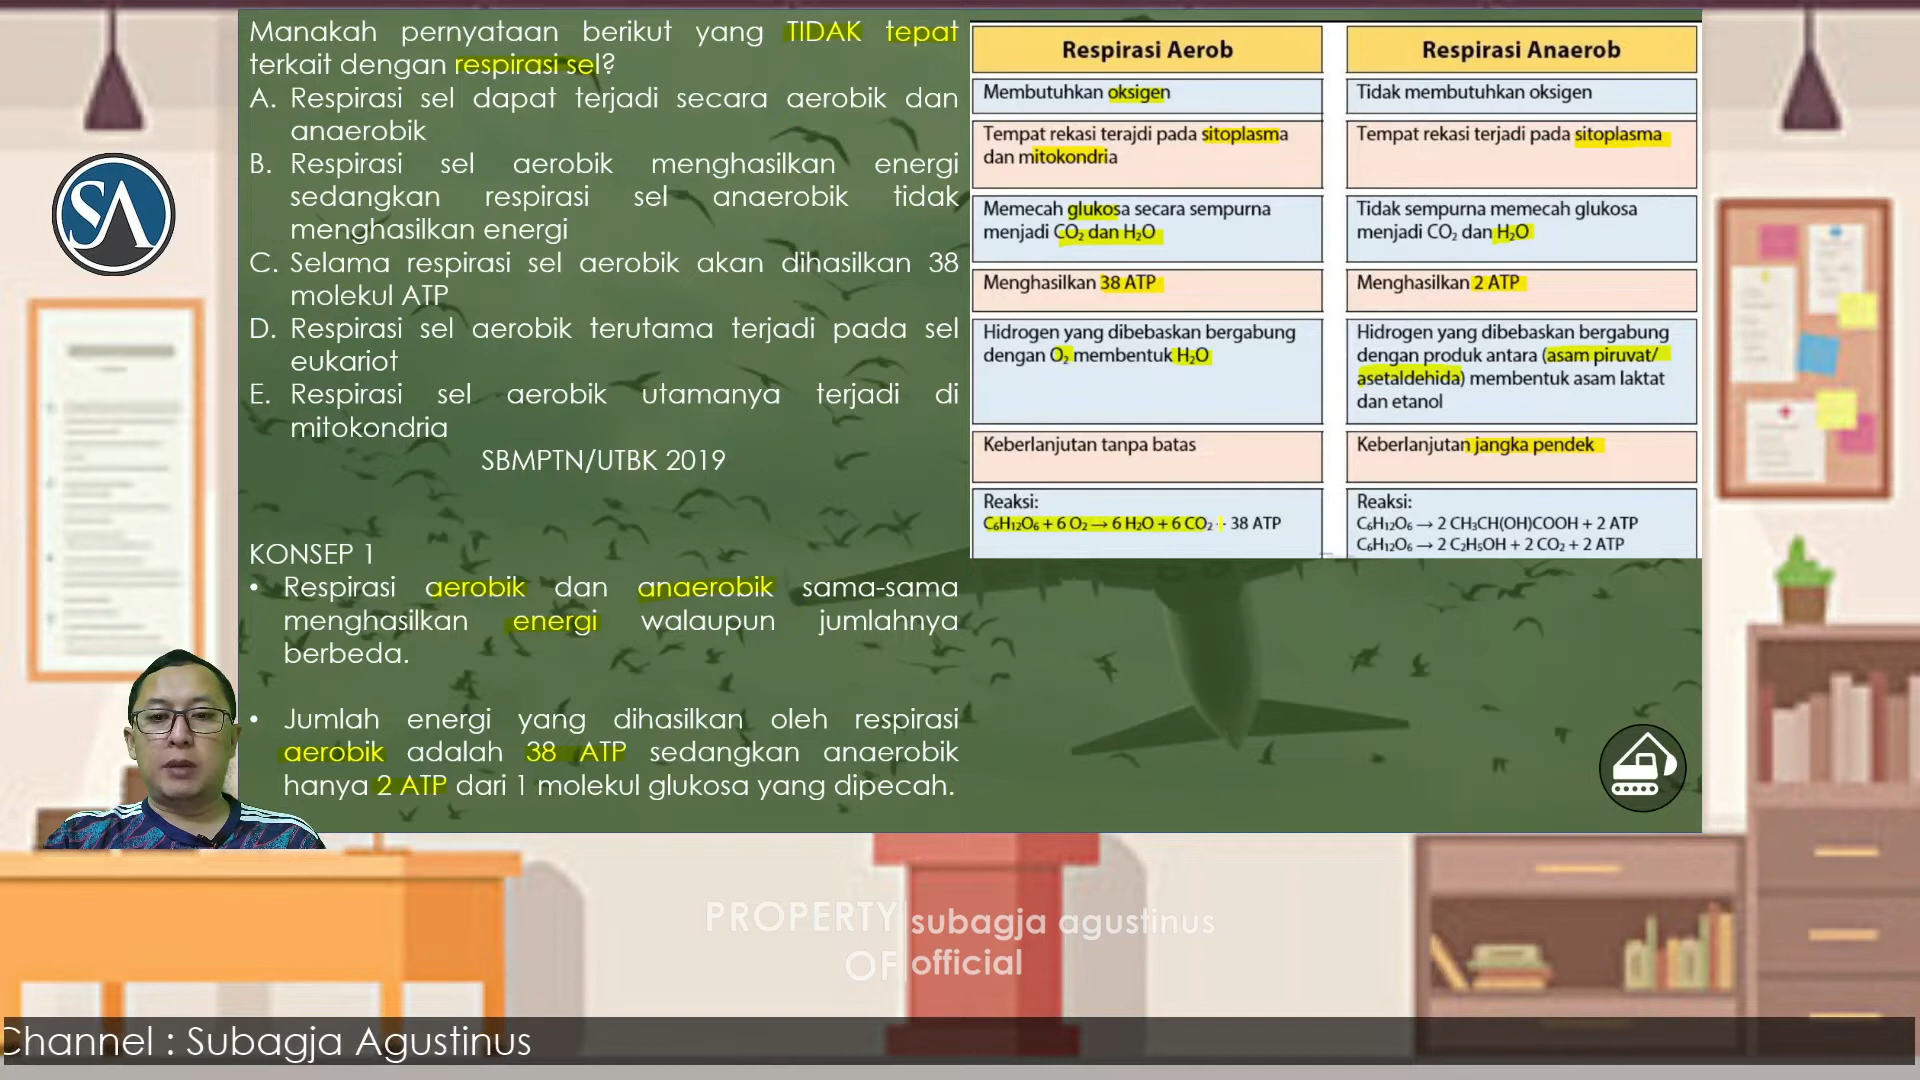 Manakah pernyataan berikut yang TIDAK tepat
terkait dengan respirasi sel?
A. Respirasi sel dapat terjadi secara aerobik dan
anaerobik
B. Respirasi sel aerobik menghasilkan energi
sedangkan respirasi sel anaerobik tidak
menghasilkan energi
C. Selama respirasi sel aerobik akan dihasilkan 38
molekul ATP
D. Respirasi sel aerobik terutama terjadi pada sel
eukariot
E. Respirasi sel aerobik utamanya terjadi di
mitokondria
SBMPTN/UTBK 2019
KONSEP 1
• Respirasi aerobik dan anaerobik sama-sama
menghasilkan energi walaupun jumlahnya
berbeda.
• Jumlah energi yang dihasilkan oleh respirasi
aerobik adalah 38 ATP sedangkan anaerobik
hanya 2 ATP dari 1 molekul glukosa yang dipecah.
Respirasi Aerob
Membutuhkan oksigen
Tempat rekasi terajdi pada sitoplasma
dan mitokondria
Memecah glukosa secara sempurna
menjadi CO₂ dan H₂O
Menghasilkan 38 ATP
Hidrogen yang dibebaskan bergabung
dengan O₂ membentuk H₂O
Keberlanjutan tanpa batas
Reaksi:
C₆H₁₂O₆ + 6 O₂ → 6 H₂O + 6 CO₂ + 38 ATP
Respirasi Anaerob
Tidak membutuhkan oksigen
Tempat rekasi terjadi pada sitoplasma
Tidak sempurna memecah glukosa
menjadi CO₂ dan H₂O
Menghasilkan 2 ATP
Hidrogen yang dibebaskan bergabung
dengan produk antara (asam piruvat/
asetaldehida) membentuk asam laktat
dan etanol
Keberlanjutan jangka pendek
Reaksi:
C₆H₁₂O₆ → 2 CH₃CH(OH)COOH + 2 ATP
C₆H₁₂O₆ → 2 C₂H₅OH + 2 CO₂ + 2 ATP
SA
PROPERTY OF
subagja agustinus
official
Channel : Subagja Agustinus